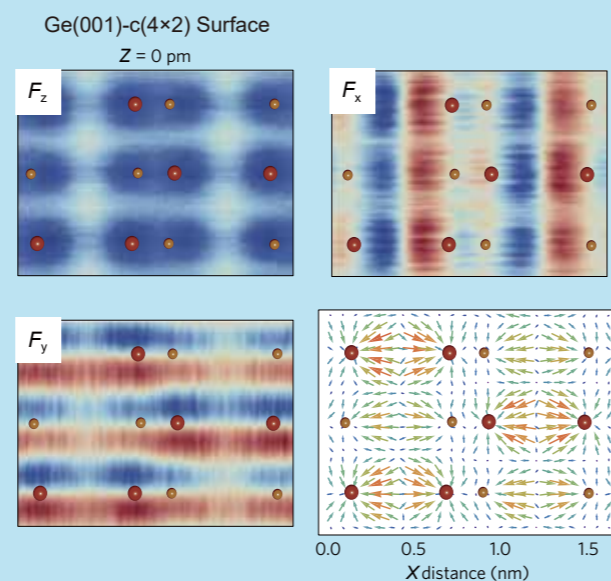 Ge(001)-c(4×2) Surface
Z = 0 pm
Fz
Fx
Fy
0.0 0.5 1.0 1.5
X distance (nm)